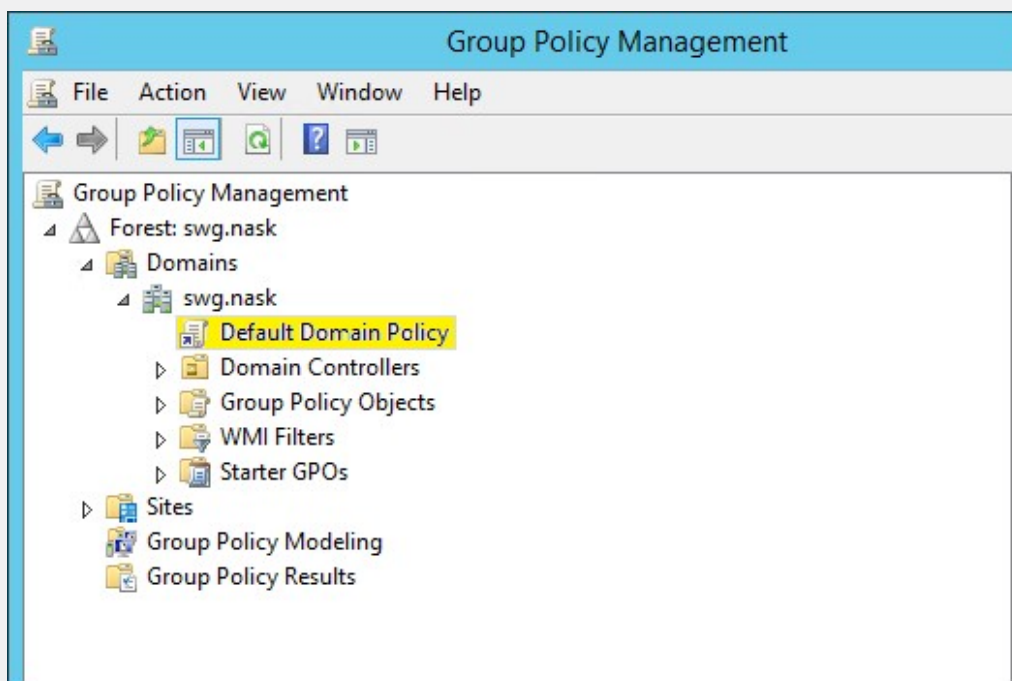 Group Policy Management
File Action View Window Help
Group Policy Management
Forest: swg.nask
Domains
swg.nask
Default Domain Policy
Domain Controllers
Group Policy Objects
WMI Filters
Starter GPOs
Sites
Group Policy Modeling
Group Policy Results